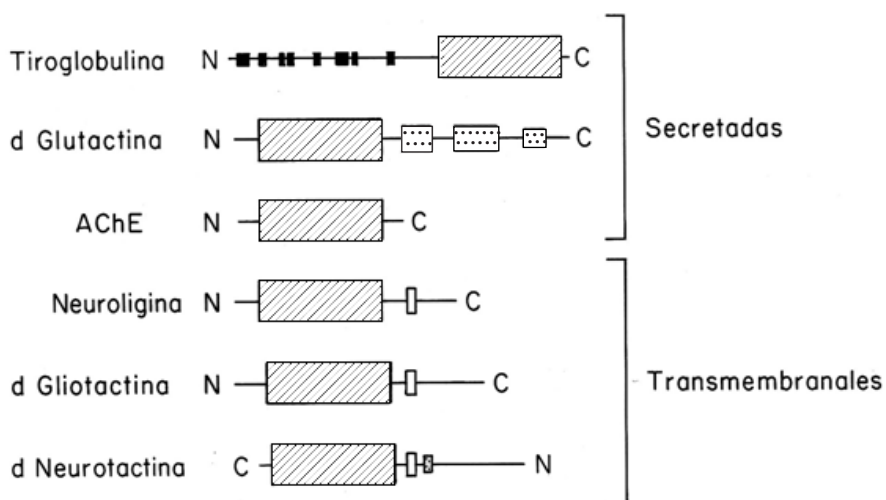 Tiroglobulina N C
d Glutactina N C
Secretadas
AChE N C
Neuroligina N C
d Gliotactina N C
Transmembranales
d Neurotactina C N